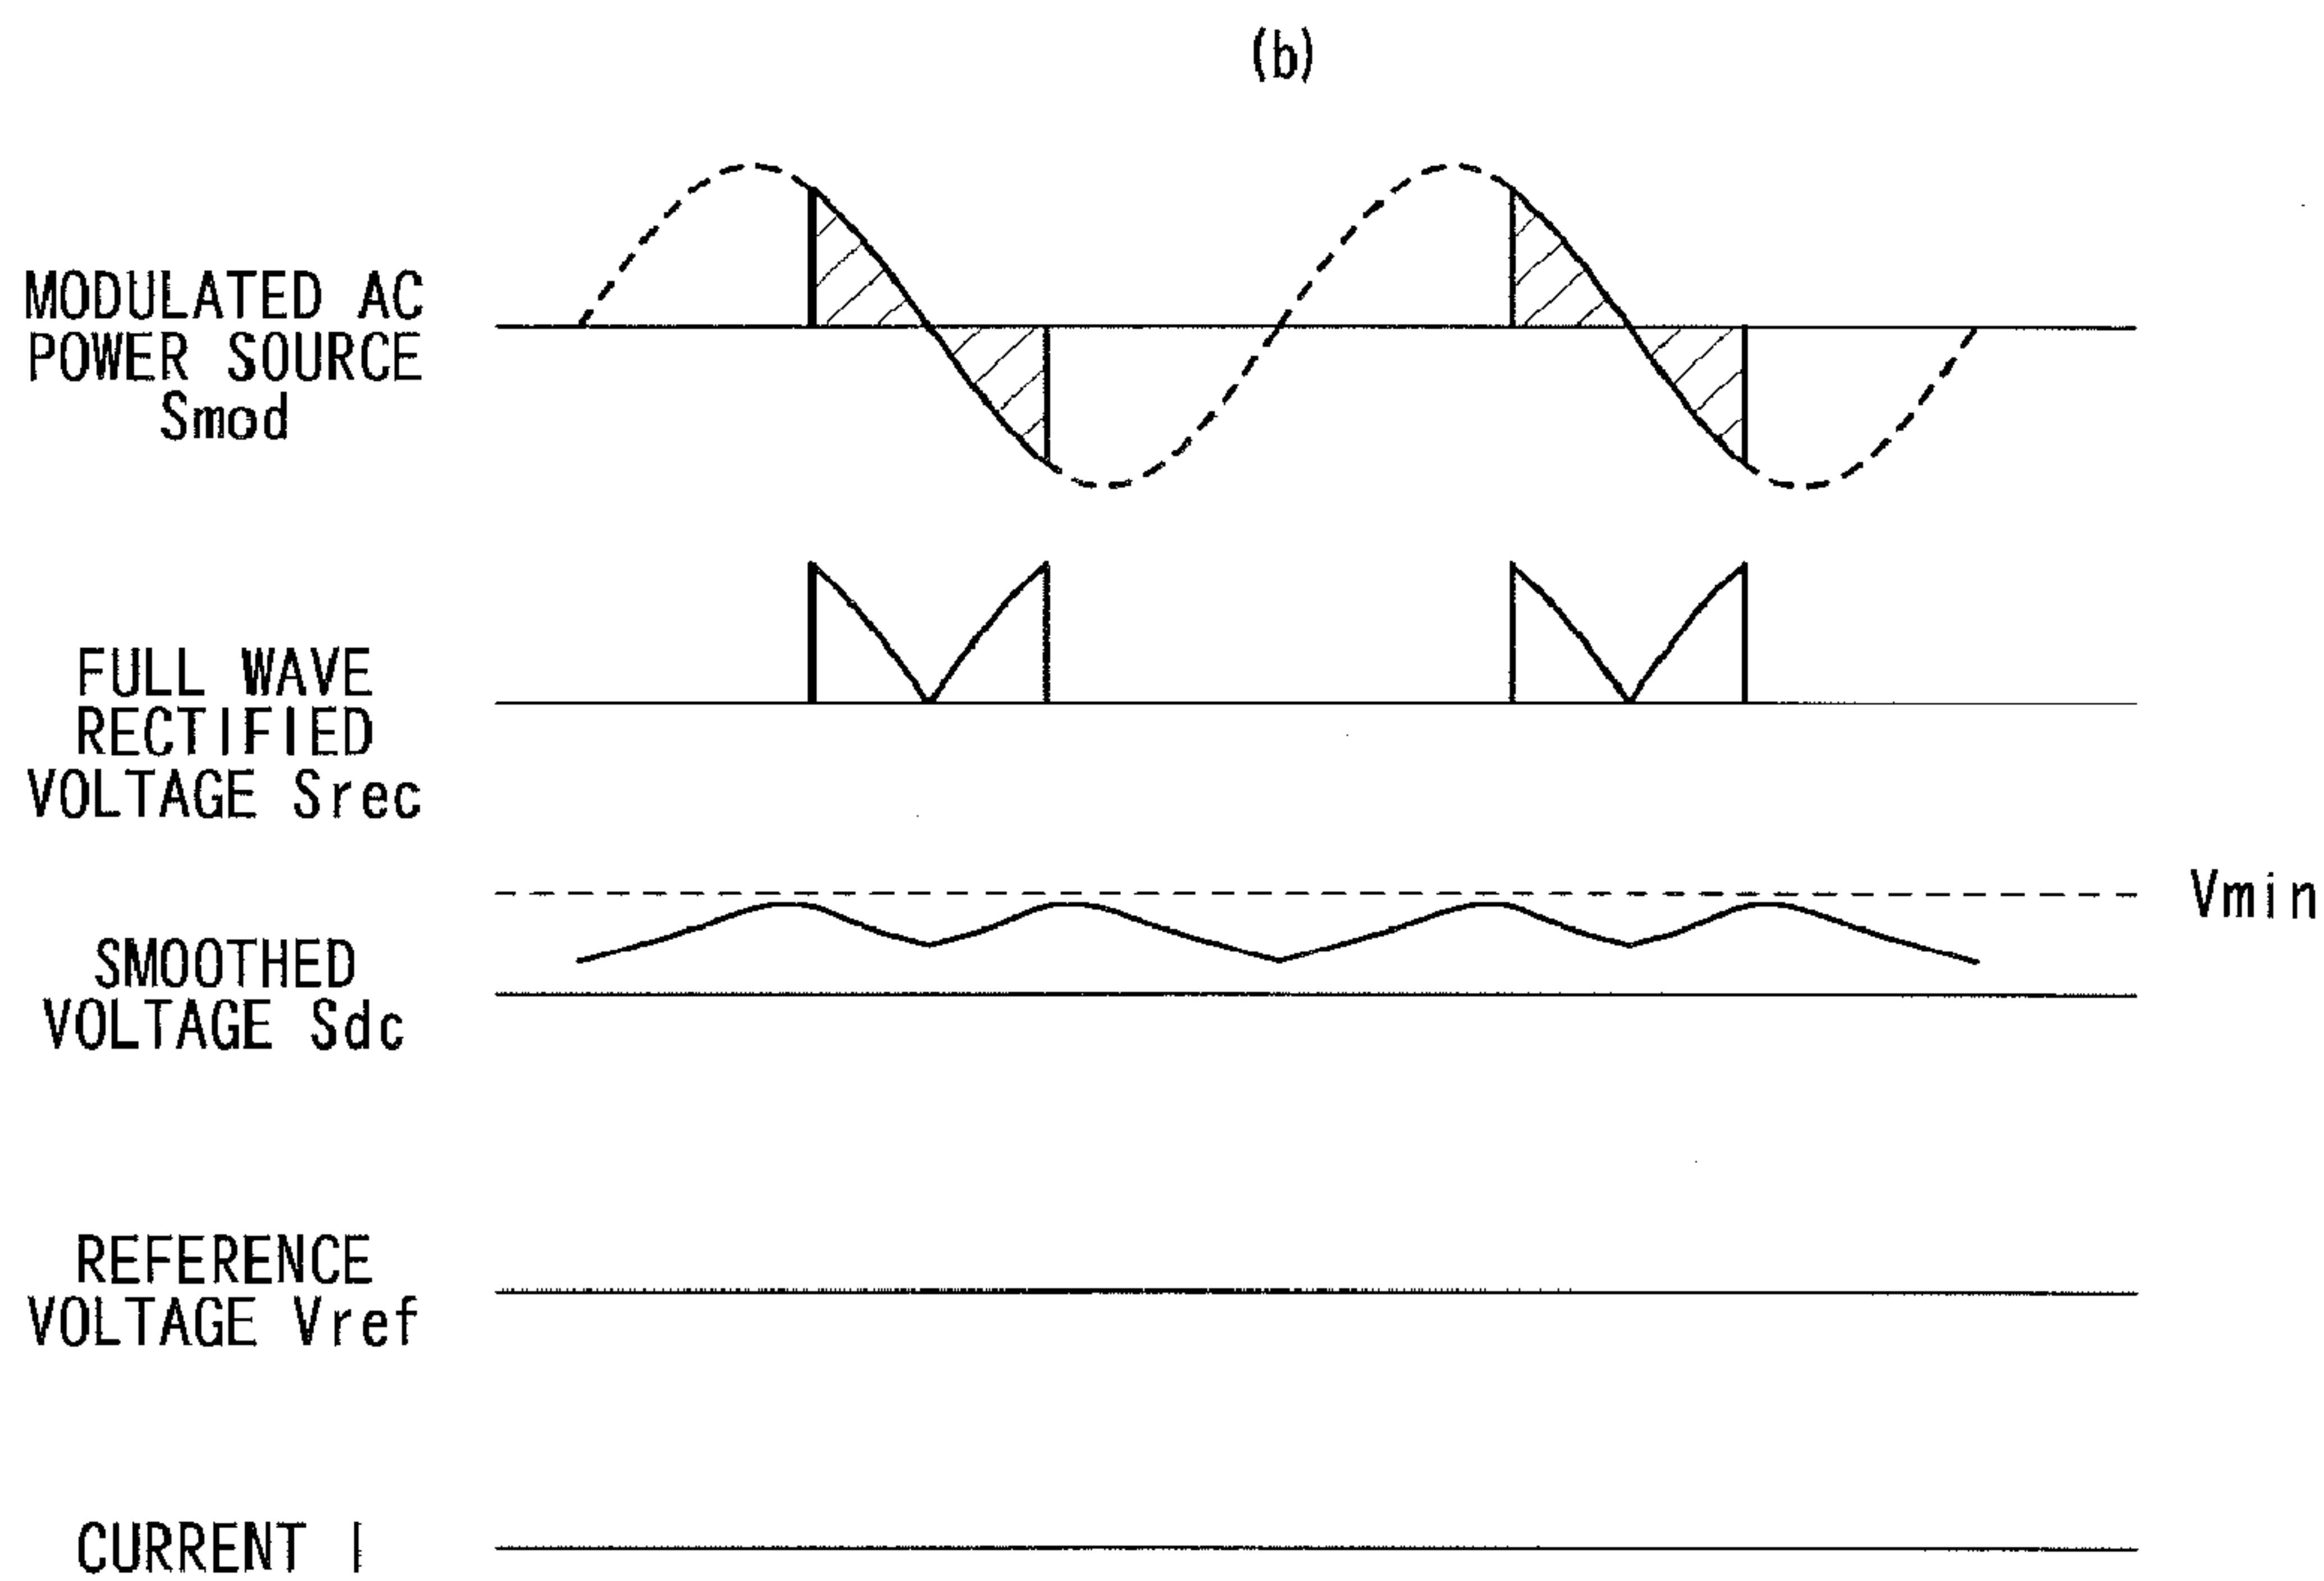 (b)
MODULATED AC
POWER SOURCE
Smod
FULL WAVE
RECTIFIED
VOLTAGE Srec
Vmin
SMOOTHED
VOLTAGE Sdc
REFERENCE
VOLTAGE Vref
CURRENT I